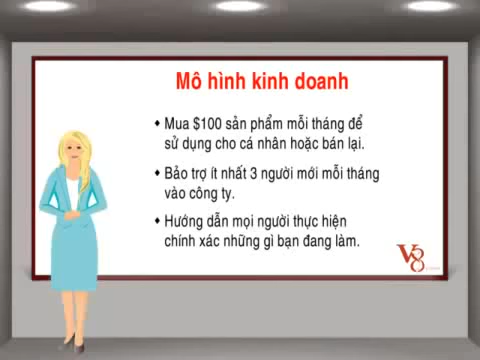 Mô hình kinh doanh
• Mua $100 sản phẩm mỗi tháng để
sử dụng cho cá nhân hoặc bán lại.
• Bảo trợ ít nhất 3 người mới mỗi tháng
vào công ty.
• Hướng dẫn mọi người thực hiện
chính xác những gì bạn đang làm.
V8